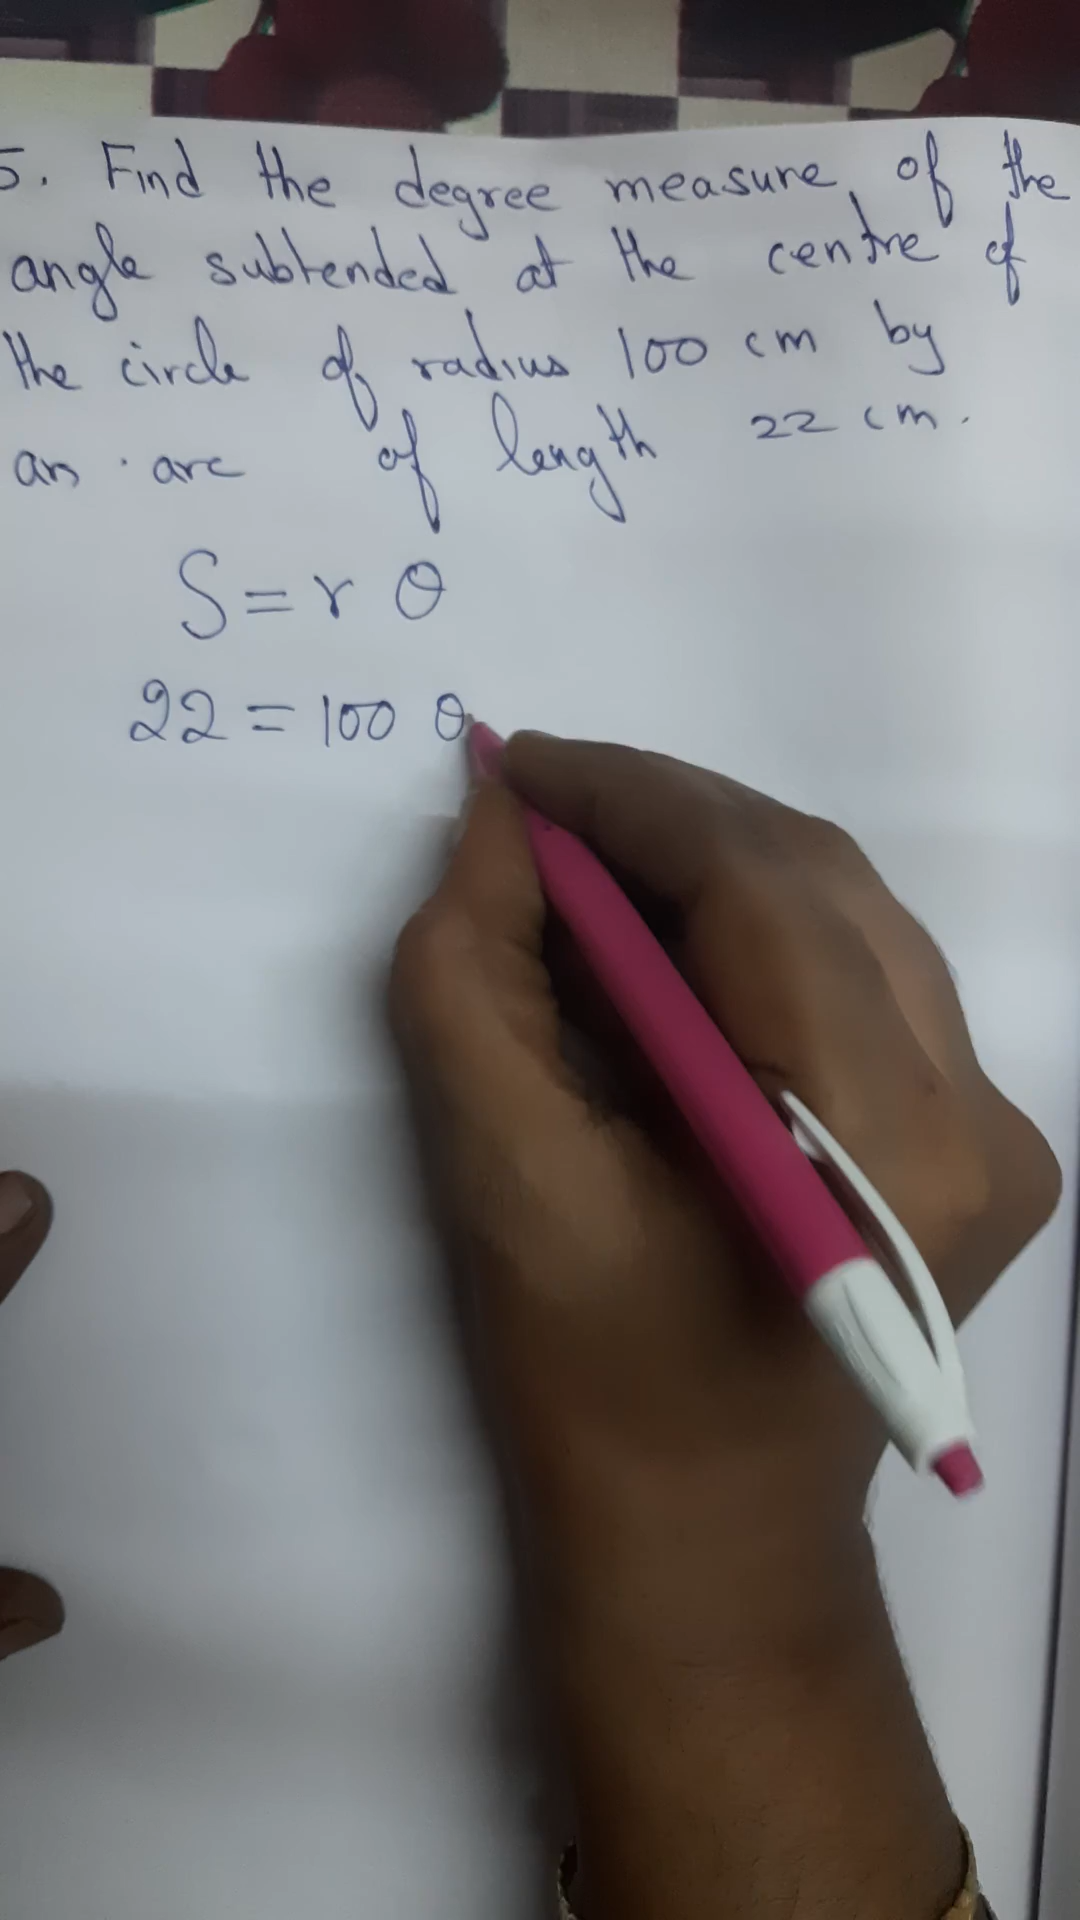 5. Find the degree measure, of the
angle subtended at the centre of
the circle of radius 100 cm by
an arc of length 22 cm.
S = r θ
22 = 100 θ